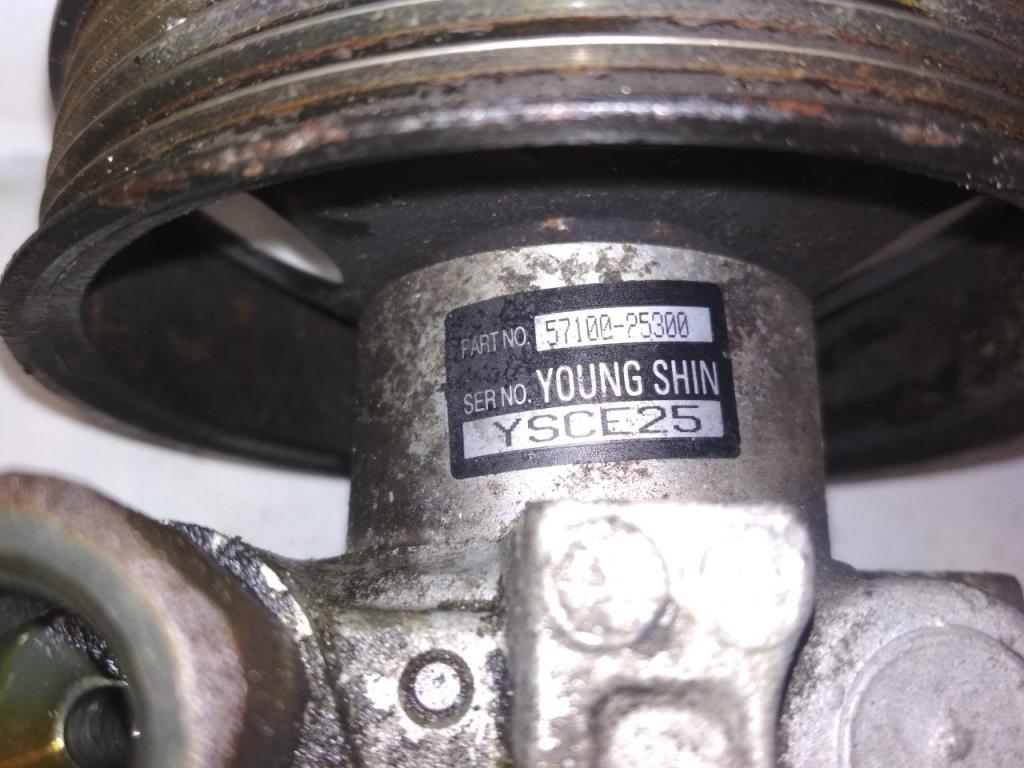 PART NO. 57100-25300
SER NO. YOUNG SHIN
YSCE25